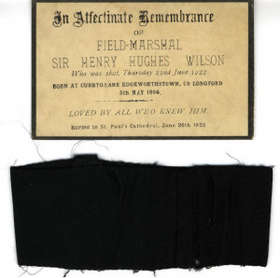 In Affectinate Remembrance
OF
FIELD-MARSHAL
SIR HENRY HUGHES WILSON
Who was shot, Thursday 22nd June 1922
BORN AT CURRYGRANE EDGEWORTHSTOWN, CO LONGFORD
5th MAY 1864.
LOVED BY ALL WHO KNEW HIM.
Buried in St. Paul's Cathedral, June 26th, 1922